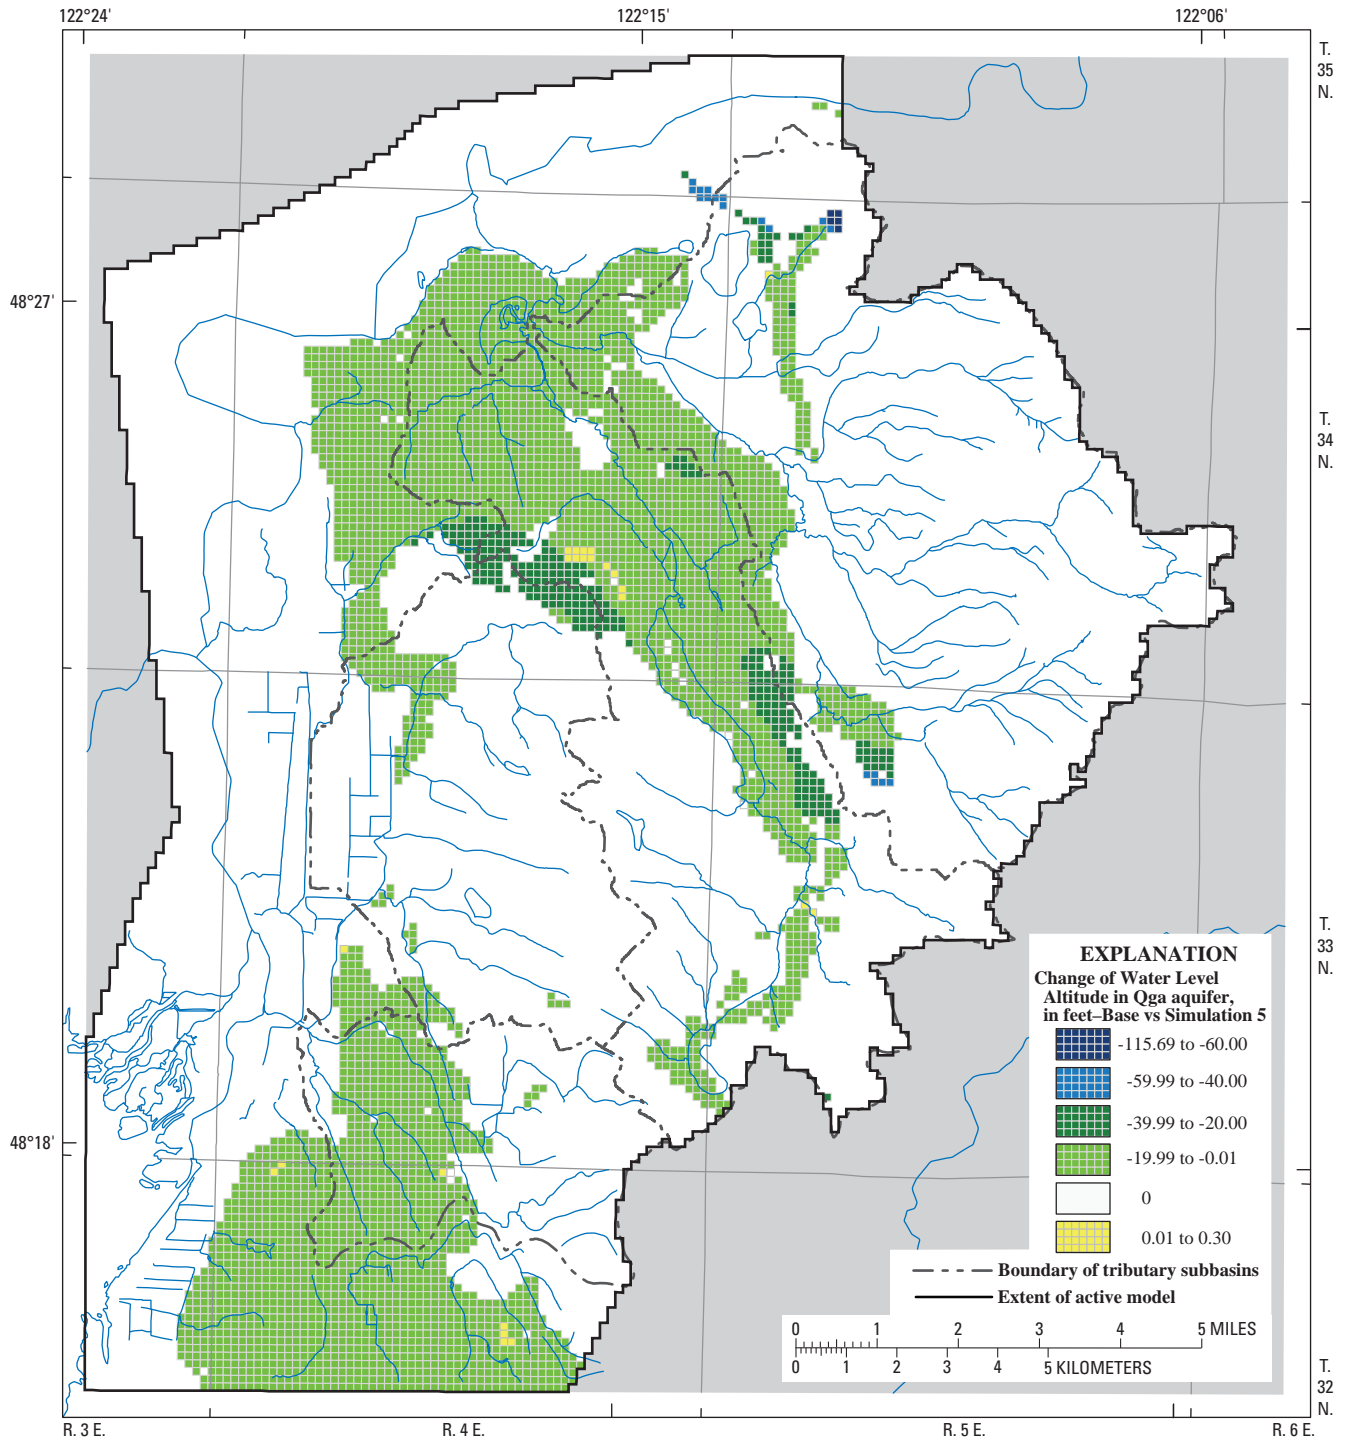 122°24'
122°15'
122°06'
T.
35
N.
48°27'
T.
34
N.
T.
33
N.
EXPLANATION
Change of Water Level
Altitude in Qga aquifer,
in feet–Base vs Simulation 5
-115.69 to -60.00
-59.99 to -40.00
-39.99 to -20.00
-19.99 to -0.01
0
0.01 to 0.30
Boundary of tributary subbasins
Extent of active model
48°18'
0 1 2 3 4 5 MILES
0 1 2 3 4 5 KILOMETERS
T.
32
N.
R. 3 E.
R. 4 E.
R. 5 E.
R. 6 E.